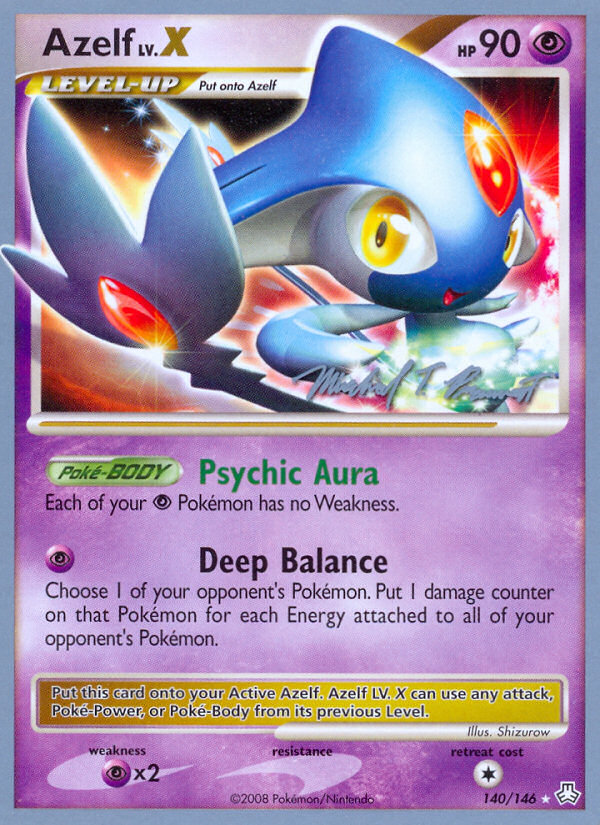 Azelf LV. X HP 90
LEVEL-UP Put onto Azelf
Michael T. Pramawat
Poké-BODY Psychic Aura
Each of your Pokémon has no Weakness.
Deep Balance
Choose 1 of your opponent's Pokémon. Put 1 damage counter
on that Pokémon for each Energy attached to all of your
opponent's Pokémon.
Put this card onto your Active Azelf. Azelf LV. X can use any attack,
Poké-Power, or Poké-Body from its previous Level.
Illus. Shizurow
weakness resistance retreat cost
x2
©2008 Pokémon/Nintendo 140/146